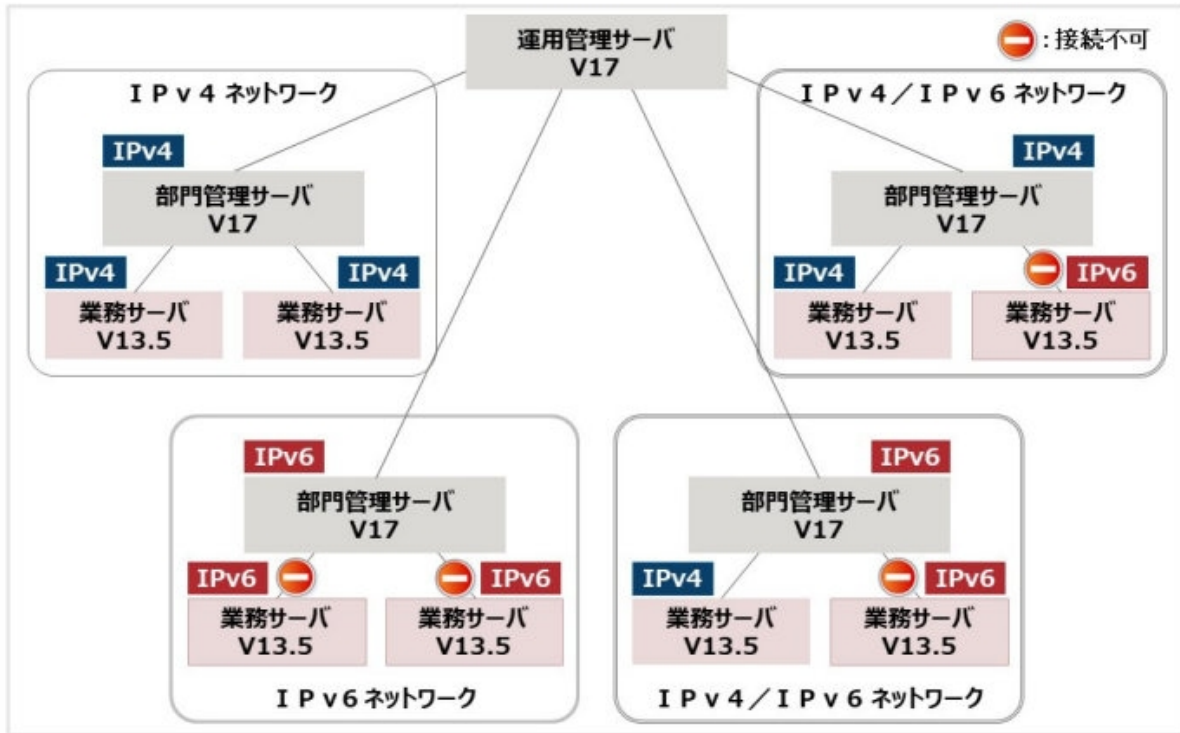 運用管理サーバ
V17
：接続不可
ＩＰｖ４ ネットワーク
IPv4
部門管理サーバ
V17
IPv4
IPv4
業務サーバ
V13.5
業務サーバ
V13.5
ＩＰｖ４／ＩＰｖ６ ネットワーク
IPv4
部門管理サーバ
V17
IPv4
IPv6
業務サーバ
V13.5
業務サーバ
V13.5
IPv6
部門管理サーバ
V17
IPv6
IPv6
業務サーバ
V13.5
業務サーバ
V13.5
ＩＰｖ６ネットワーク
IPv6
部門管理サーバ
V17
IPv4
IPv6
業務サーバ
V13.5
業務サーバ
V13.5
ＩＰｖ４／ＩＰｖ６ ネットワーク